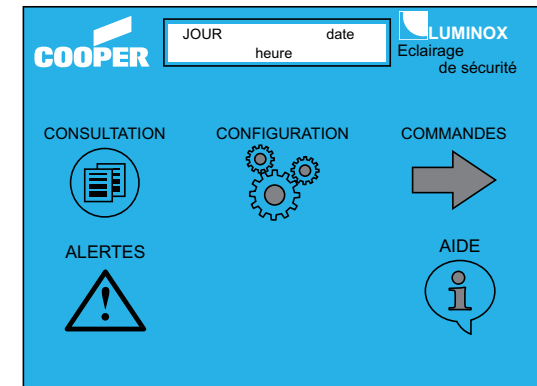 COOPER
JOUR date
heure
LUMINOX
Eclairage
de sécurité
CONSULTATION
CONFIGURATION
COMMANDES
ALERTES
AIDE